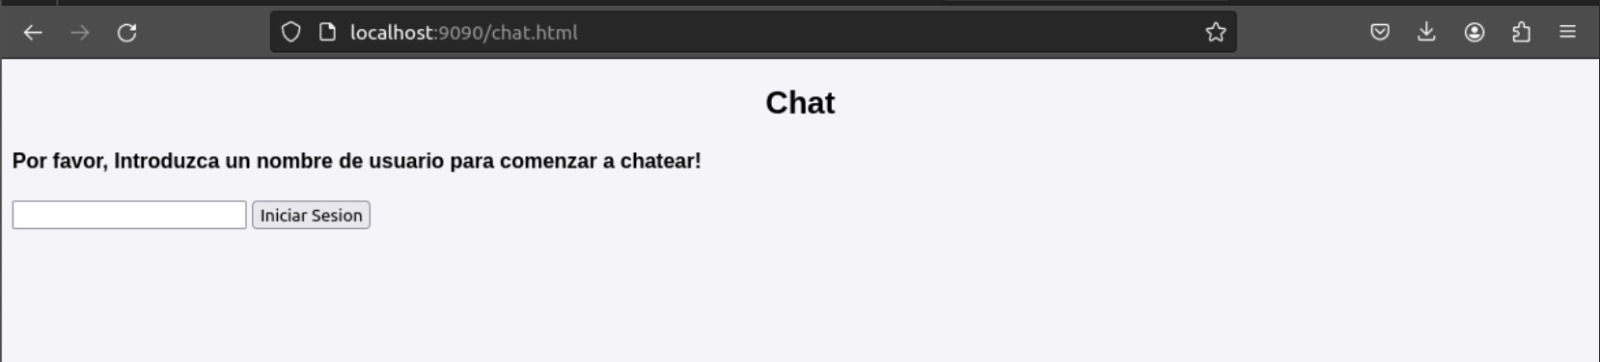 localhost:9090/chat.html
Chat
Por favor, Introduzca un nombre de usuario para comenzar a chatear!
Iniciar Sesion